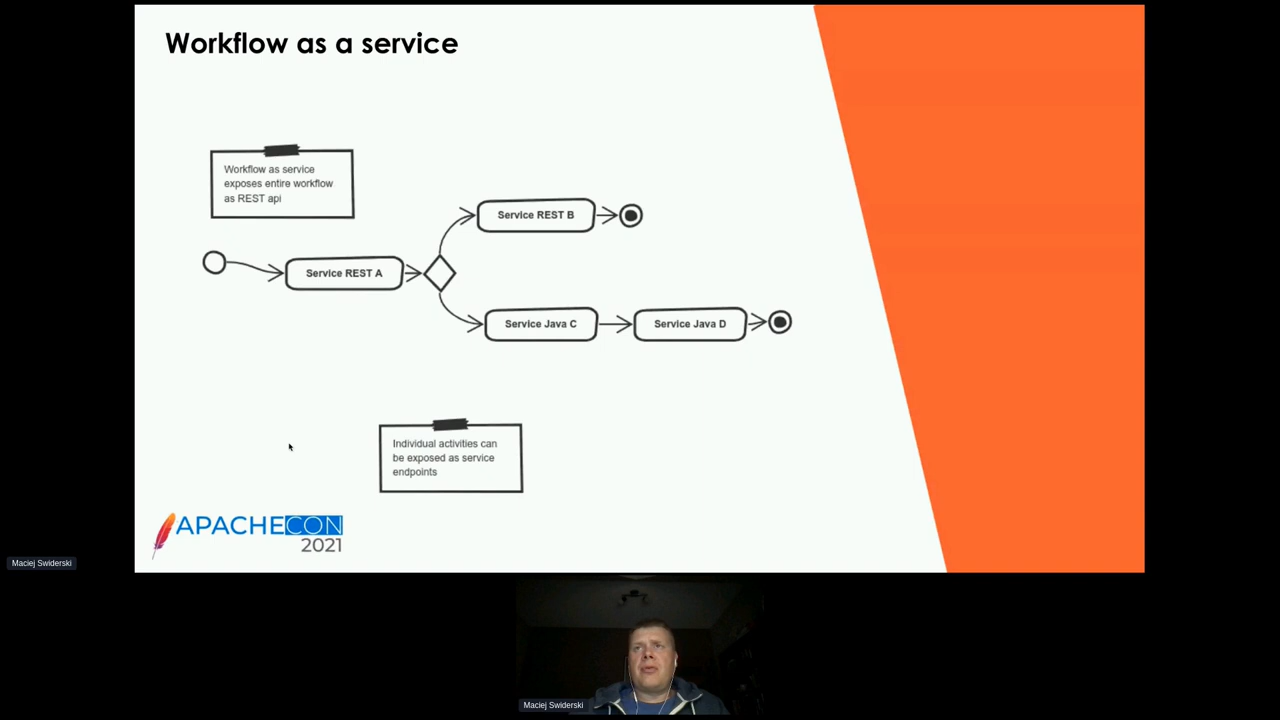 Workflow as a service
Workflow as service
exposes entire workflow
as REST api
Service REST B
Service REST A
Service Java C
Service Java D
Individual activities can
be exposed as service
endpoints
APACHECON
2021
Maciej Swiderski
Maciej Swiderski